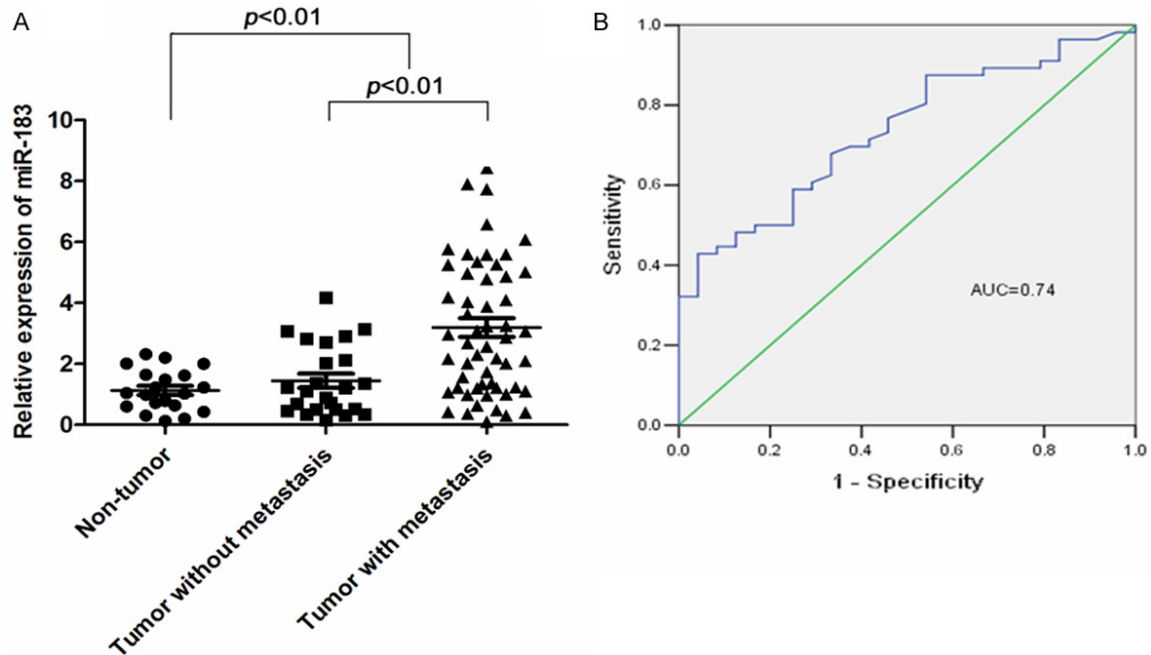 A
p<0.01
p<0.01
Relative expression of miR-183
10
8
6
4
2
0
Non-tumor
Tumor without metastasis
Tumor with metastasis
B
Sensitivity
1.0
0.8
0.6
0.4
0.2
0.0
AUC=0.74
0.0 0.2 0.4 0.6 0.8 1.0
1 - Specificity